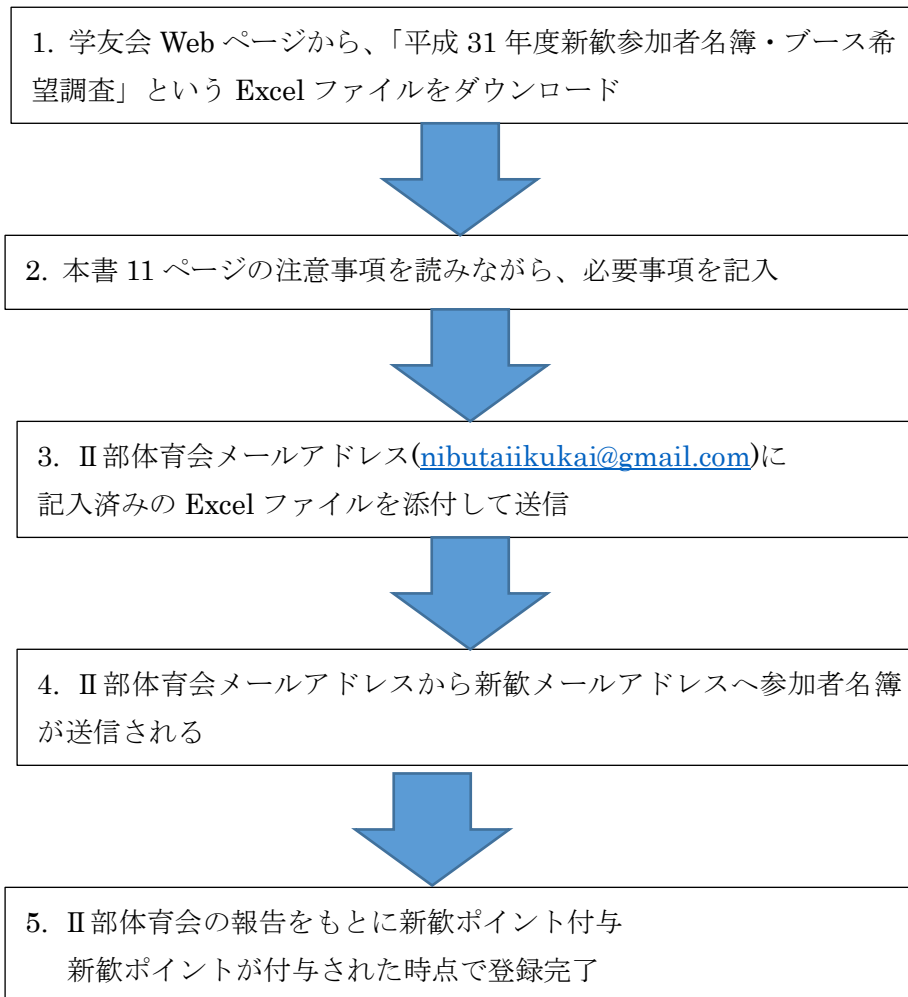 1. 学友会 Web ページから、「平成 31 年度新歓参加者名簿・ブース希
望調査」という Excel ファイルをダウンロード
2. 本書 11 ページの注意事項を読みながら、必要事項を記入
3. Ⅱ部体育会メールアドレス(nibutaiikukai@gmail.com)に
記入済みの Excel ファイルを添付して送信
4. Ⅱ部体育会メールアドレスから新歓メールアドレスへ参加者名簿
が送信される
5. Ⅱ部体育会の報告をもとに新歓ポイント付与
新歓ポイントが付与された時点で登録完了